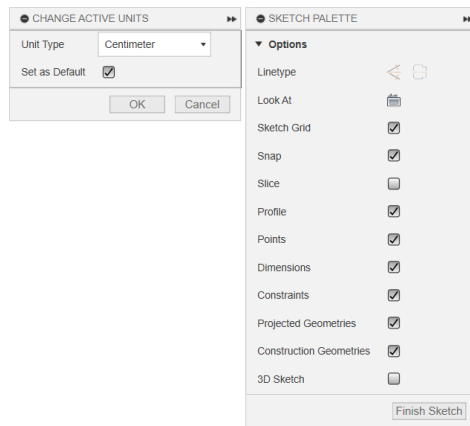 CHANGE ACTIVE UNITS
Unit Type Centimeter
Set as Default
OK Cancel
SKETCH PALETTE
Options
Linetype
Look At
Sketch Grid
Snap
Slice
Profile
Points
Dimensions
Constraints
Projected Geometries
Construction Geometries
3D Sketch
Finish Sketch